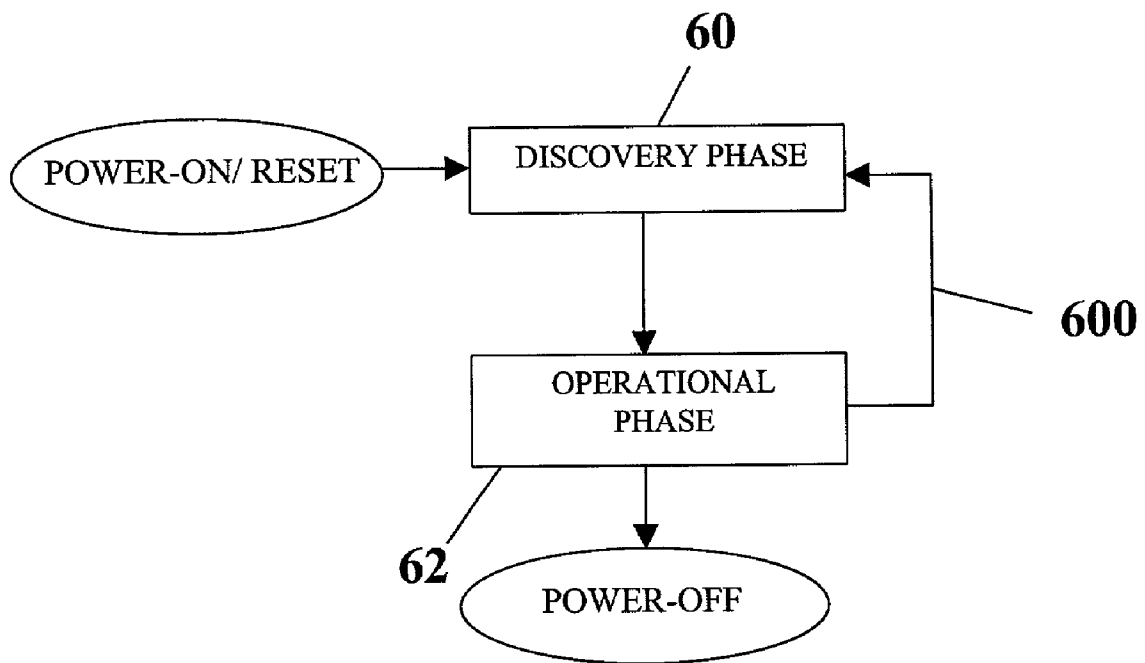 60
POWER-ON/ RESET
DISCOVERY PHASE
600
OPERATIONAL
PHASE
62
POWER-OFF